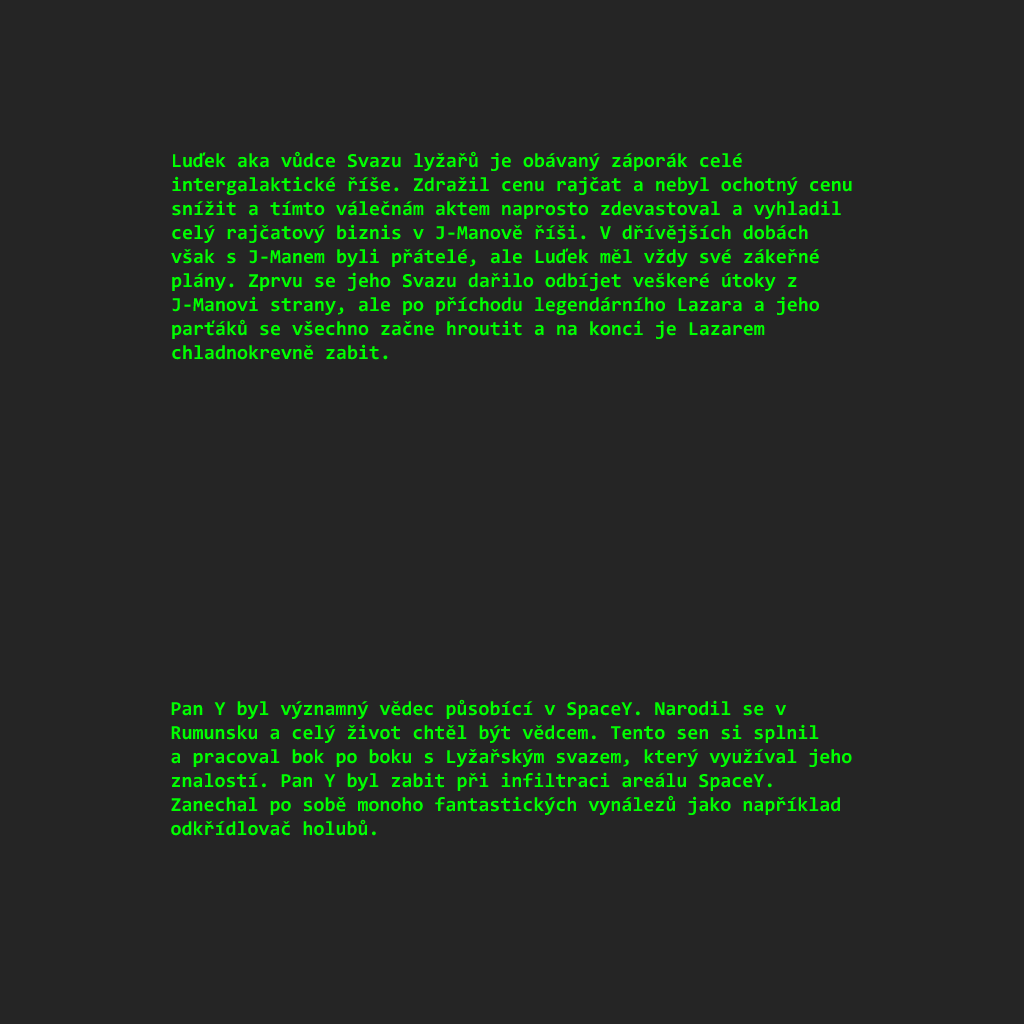 Luďek aka vůdce Svazu lyžařů je obávaný záporák celé
intergalaktické říše. Zdražil cenu rajčat a nebyl ochotný cenu
snížit a tímto válečnám aktem naprosto zdevastoval a vyhladil
celý rajčatový biznis v J-Manově říši. V dřívějších dobách
však s J-Manem byli přátelé, ale Luďek měl vždy své zákeřné
plány. Zprvu se jeho Svazu dařilo odbíjet veškeré útoky z
J-Manovi strany, ale po příchodu legendárního Lazara a jeho
parťáků se všechno začne hroutit a na konci je Lazarem
chladnokrevně zabit.
Pan Y byl významný vědec působící v SpaceY. Narodil se v
Rumunsku a celý život chtěl být vědcem. Tento sen si splnil
a pracoval bok po boku s Lyžařským svazem, který využíval jeho
znalostí. Pan Y byl zabit při infiltraci areálu SpaceY.
Zanechal po sobě monoho fantastických vynálezů jako například
odkřídlovač holubů.